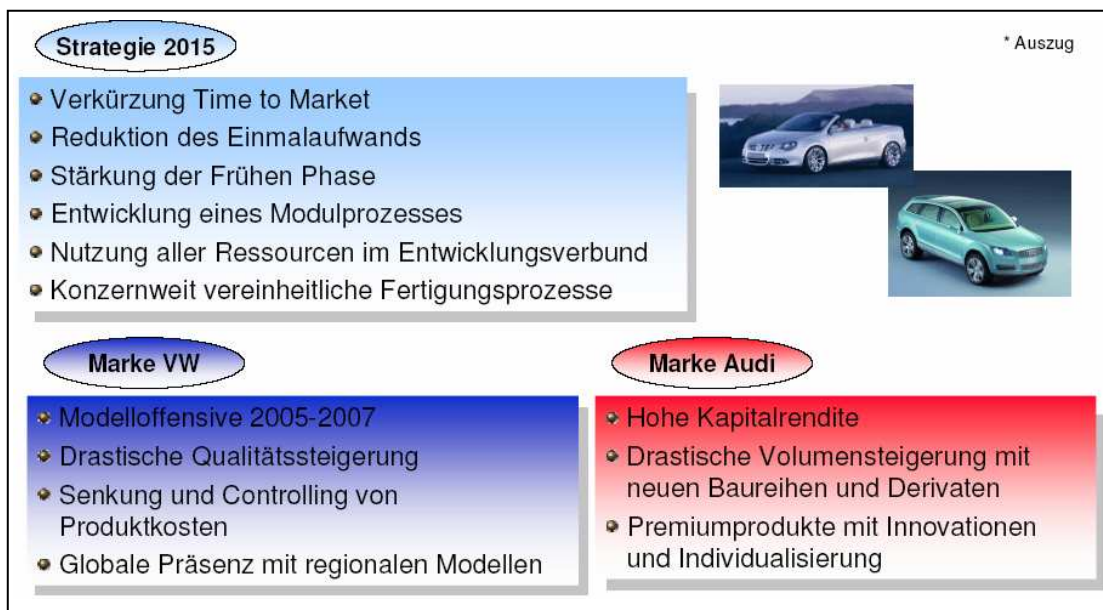 Strategie 2015
* Auszug
Verkürzung Time to Market
Reduktion des Einmalaufwands
Stärkung der Frühen Phase
Entwicklung eines Modulprozesses
Nutzung aller Ressourcen im Entwicklungsverbund
Konzernweit vereinheitliche Fertigungsprozesse
Marke VW
Modelloffensive 2005-2007
Drastische Qualitätssteigerung
Senkung und Controlling von
Produktkosten
Globale Präsenz mit regionalen Modellen
Marke Audi
Hohe Kapitalrendite
Drastische Volumensteigerung mit
neuen Baureihen und Derivaten
Premiumprodukte mit Innovationen
und Individualisierung